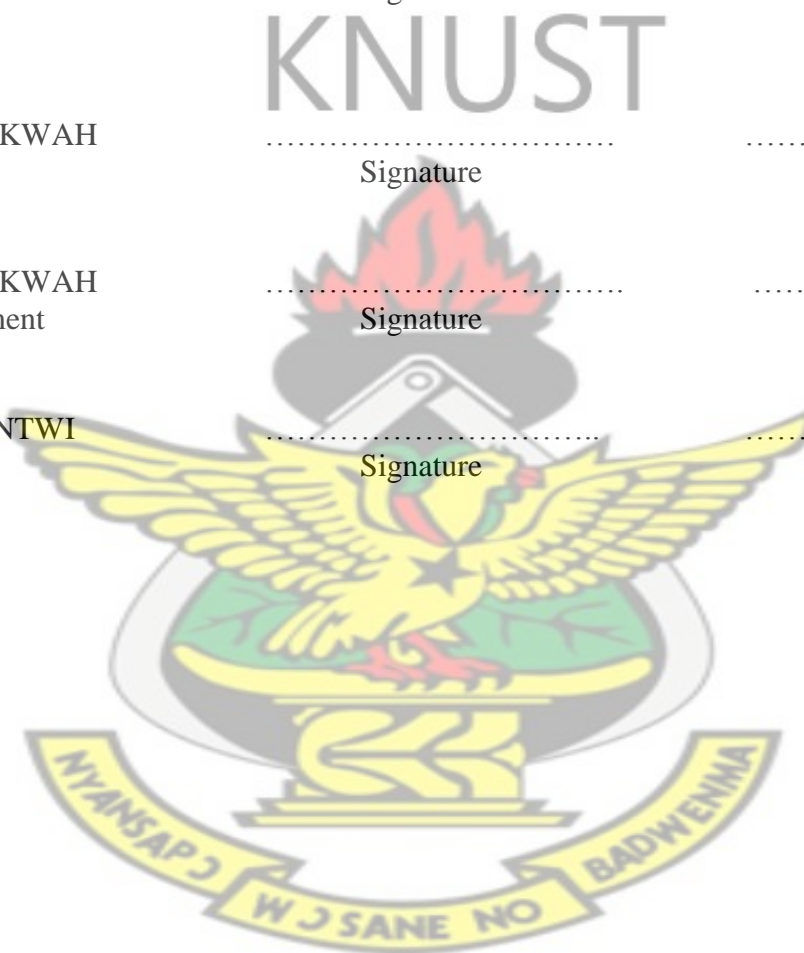 KNUST
KWAH ................................ ......
Signature
KWAH ................................. .....
ment Signature
NTWI ............................... ......
Signature
NYANSAPƆ WƆSANE NO BADWENMA